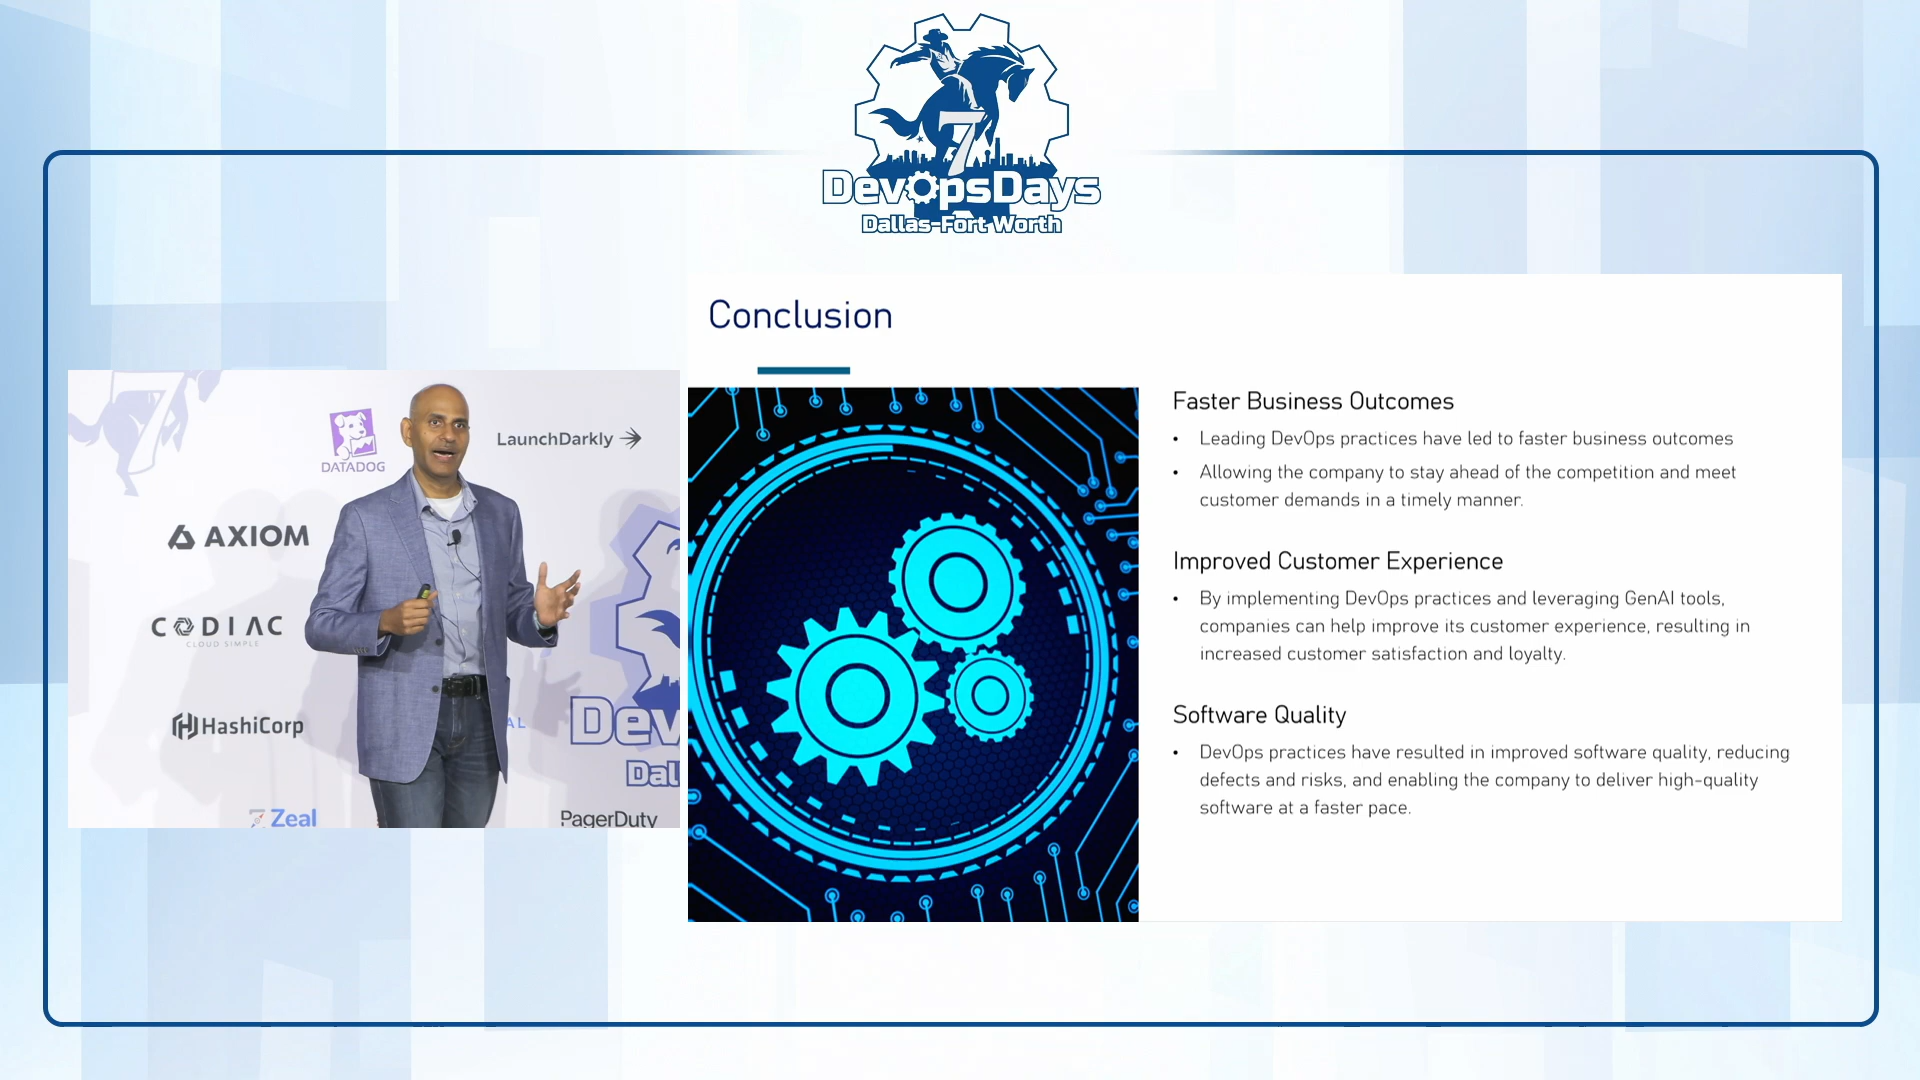 7
DevOpsDays
Dallas-Fort Worth
Conclusion
Faster Business Outcomes
• Leading DevOps practices have led to faster business outcomes
• Allowing the company to stay ahead of the competition and meet
customer demands in a timely manner.
Improved Customer Experience
• By implementing DevOps practices and leveraging GenAI tools,
companies can help improve its customer experience, resulting in
increased customer satisfaction and loyalty.
Software Quality
• DevOps practices have resulted in improved software quality, reducing
defects and risks, and enabling the company to deliver high-quality
software at a faster pace.
7
DATADOG
LaunchDarkly
AXIOM
CODIAC
CLOUD SIMPLE
HashiCorp
AL
Dev
Dal
Zeal
PagerDuty